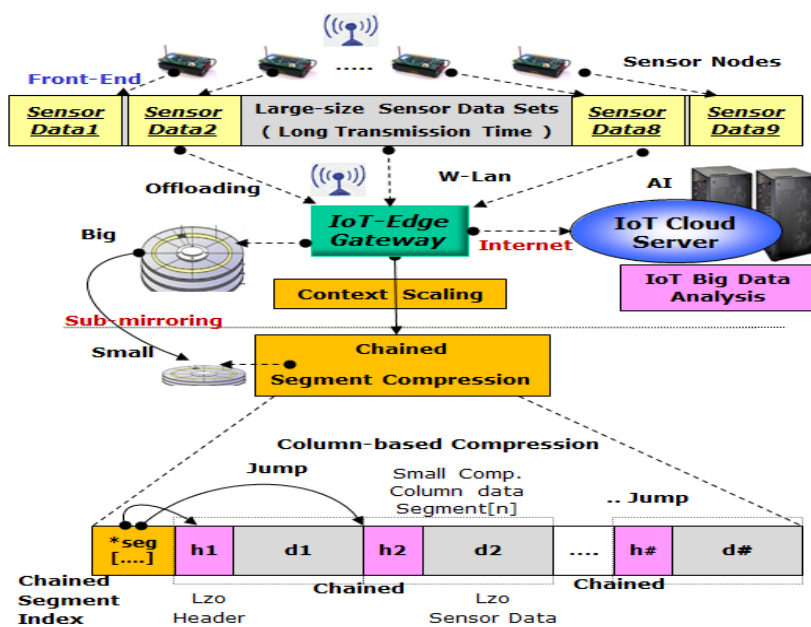 Sensor Nodes
.....
Front-End
Sensor Data1
Sensor Data2
Large-size Sensor Data Sets
( Long Transmission Time )
Sensor Data8
Sensor Data9
Offloading
W-Lan
AI
IoT-Edge
Gateway
IoT Cloud
Server
Big
Internet
IoT Big Data
Analysis
Context Scaling
Sub-mirroring
Small
Chained
Segment Compression
Column-based Compression
Jump
Small Comp.
Column data
Segment[n]
.. Jump
*seg
[....]
h1
d1
h2
d2
....
h#
d#
Chained
Segment
Index
Chained
Chained
Lzo
Header
Lzo
Sensor Data